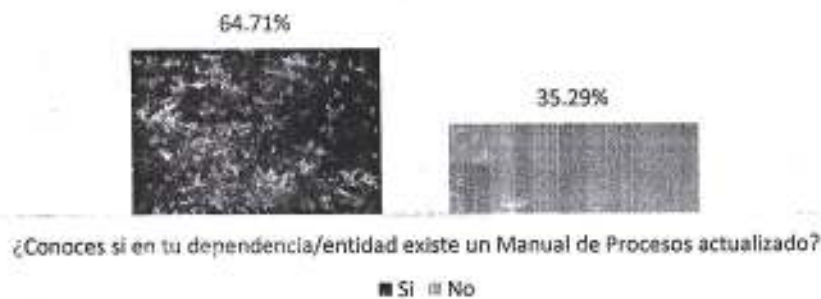 64.71%
35.29%
¿Conoces si en tu dependencia/entidad existe un Manual de Procesos actualizado?
Si No